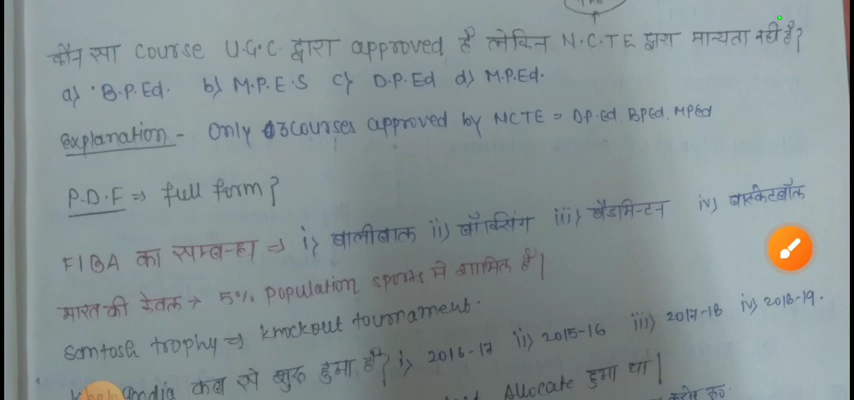 कौन सा course U.G.C. द्वारा approved है लेकिन N.C.T.E द्वारा मान्यता नही है?
a) B.P.Ed. b) M.P.E.S c) D.P.Ed d) M.P.Ed.
Explanation - Only 03 courses approved by NCTE = DP.ed. BPEd. MPEd
P.D.F ⇒ full form?
FIBA का सम्बन्ध ⇒ i) बालीबाल ii) बॉक्सिंग iii) बैडमिन्टन iv) बास्केटबॉल
भारत की केवल → 5% population sports मे शामिल है।
Santosh trophy ⇒ knockout tournament.
India कब से शुरू हुआ है? i) 2016-17 ii) 2015-16 iii) 2017-18 iv) 2018-19.
Allocate हुआ था।